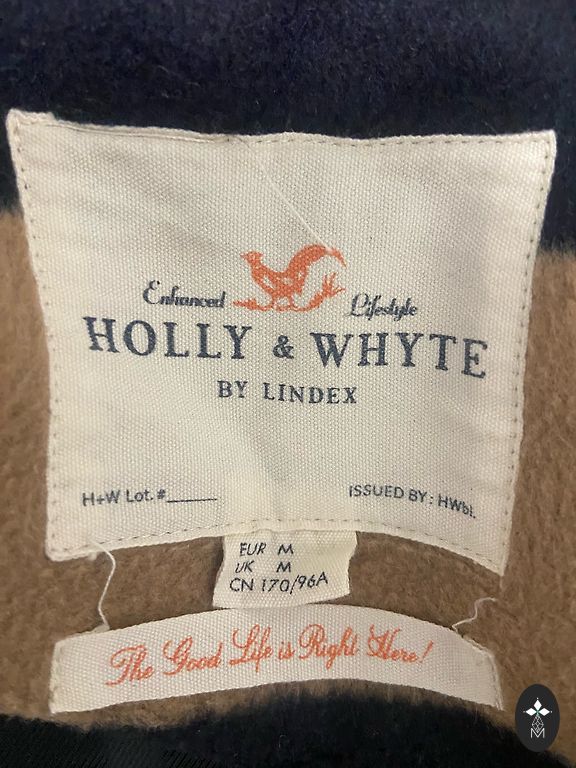 Enhanced Lifestyle
HOLLY & WHYTE
BY LINDEX
H+W Lot.#______ ISSUED BY: HWbL
EUR M
UK M
CN 170/96A
The Good Life is Right Here!